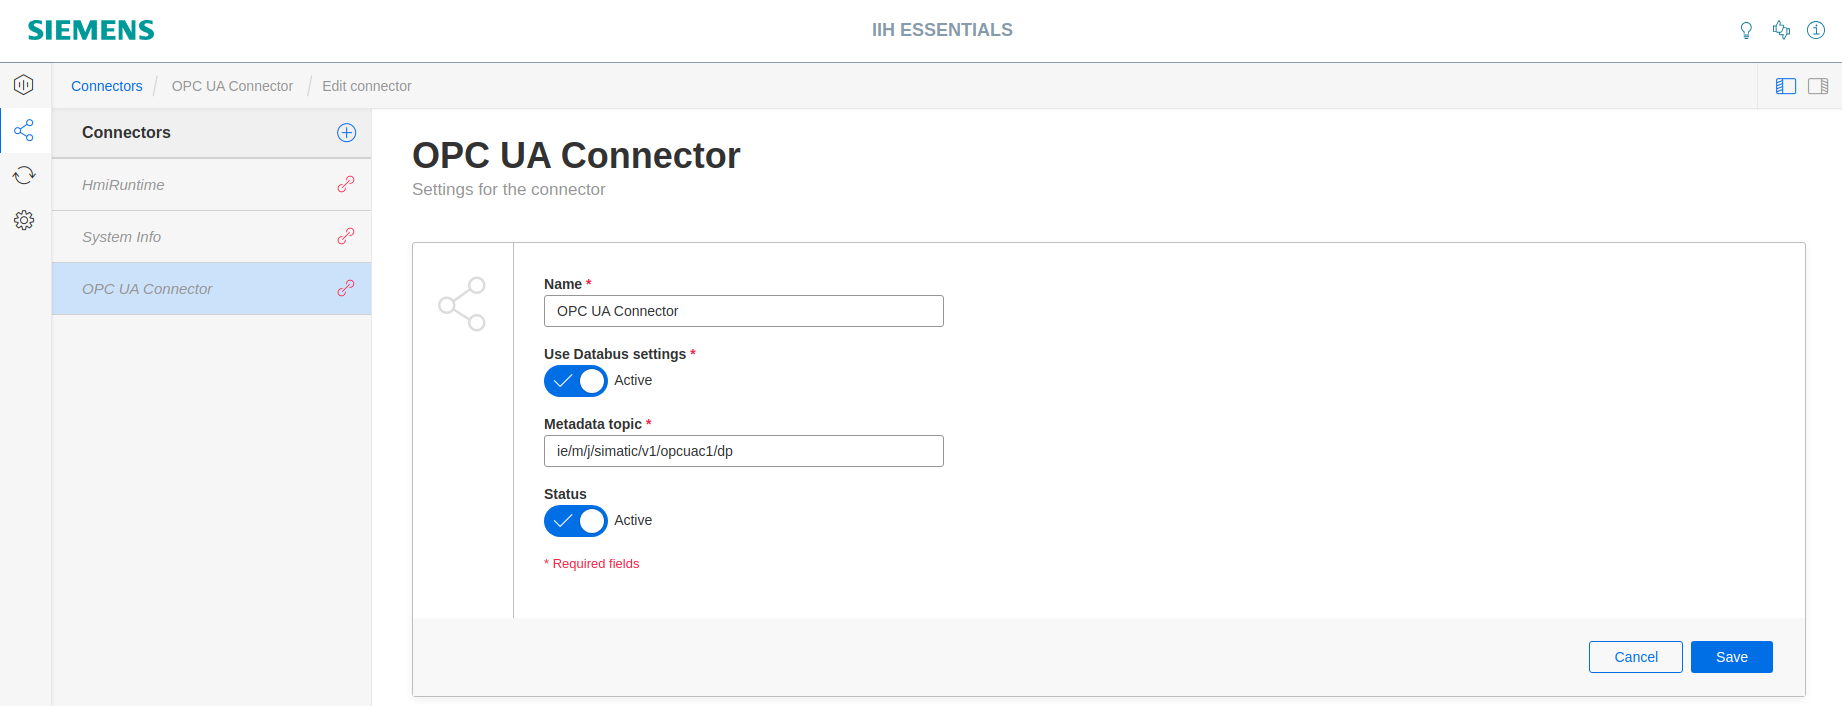 SIEMENS
IIH ESSENTIALS
Connectors / OPC UA Connector / Edit connector
Connectors
HmiRuntime
System Info
OPC UA Connector
OPC UA Connector
Settings for the connector
Name *
OPC UA Connector
Use Databus settings *
Active
Metadata topic *
ie/m/j/simatic/v1/opcuac1/dp
Status
Active
* Required fields
Cancel Save